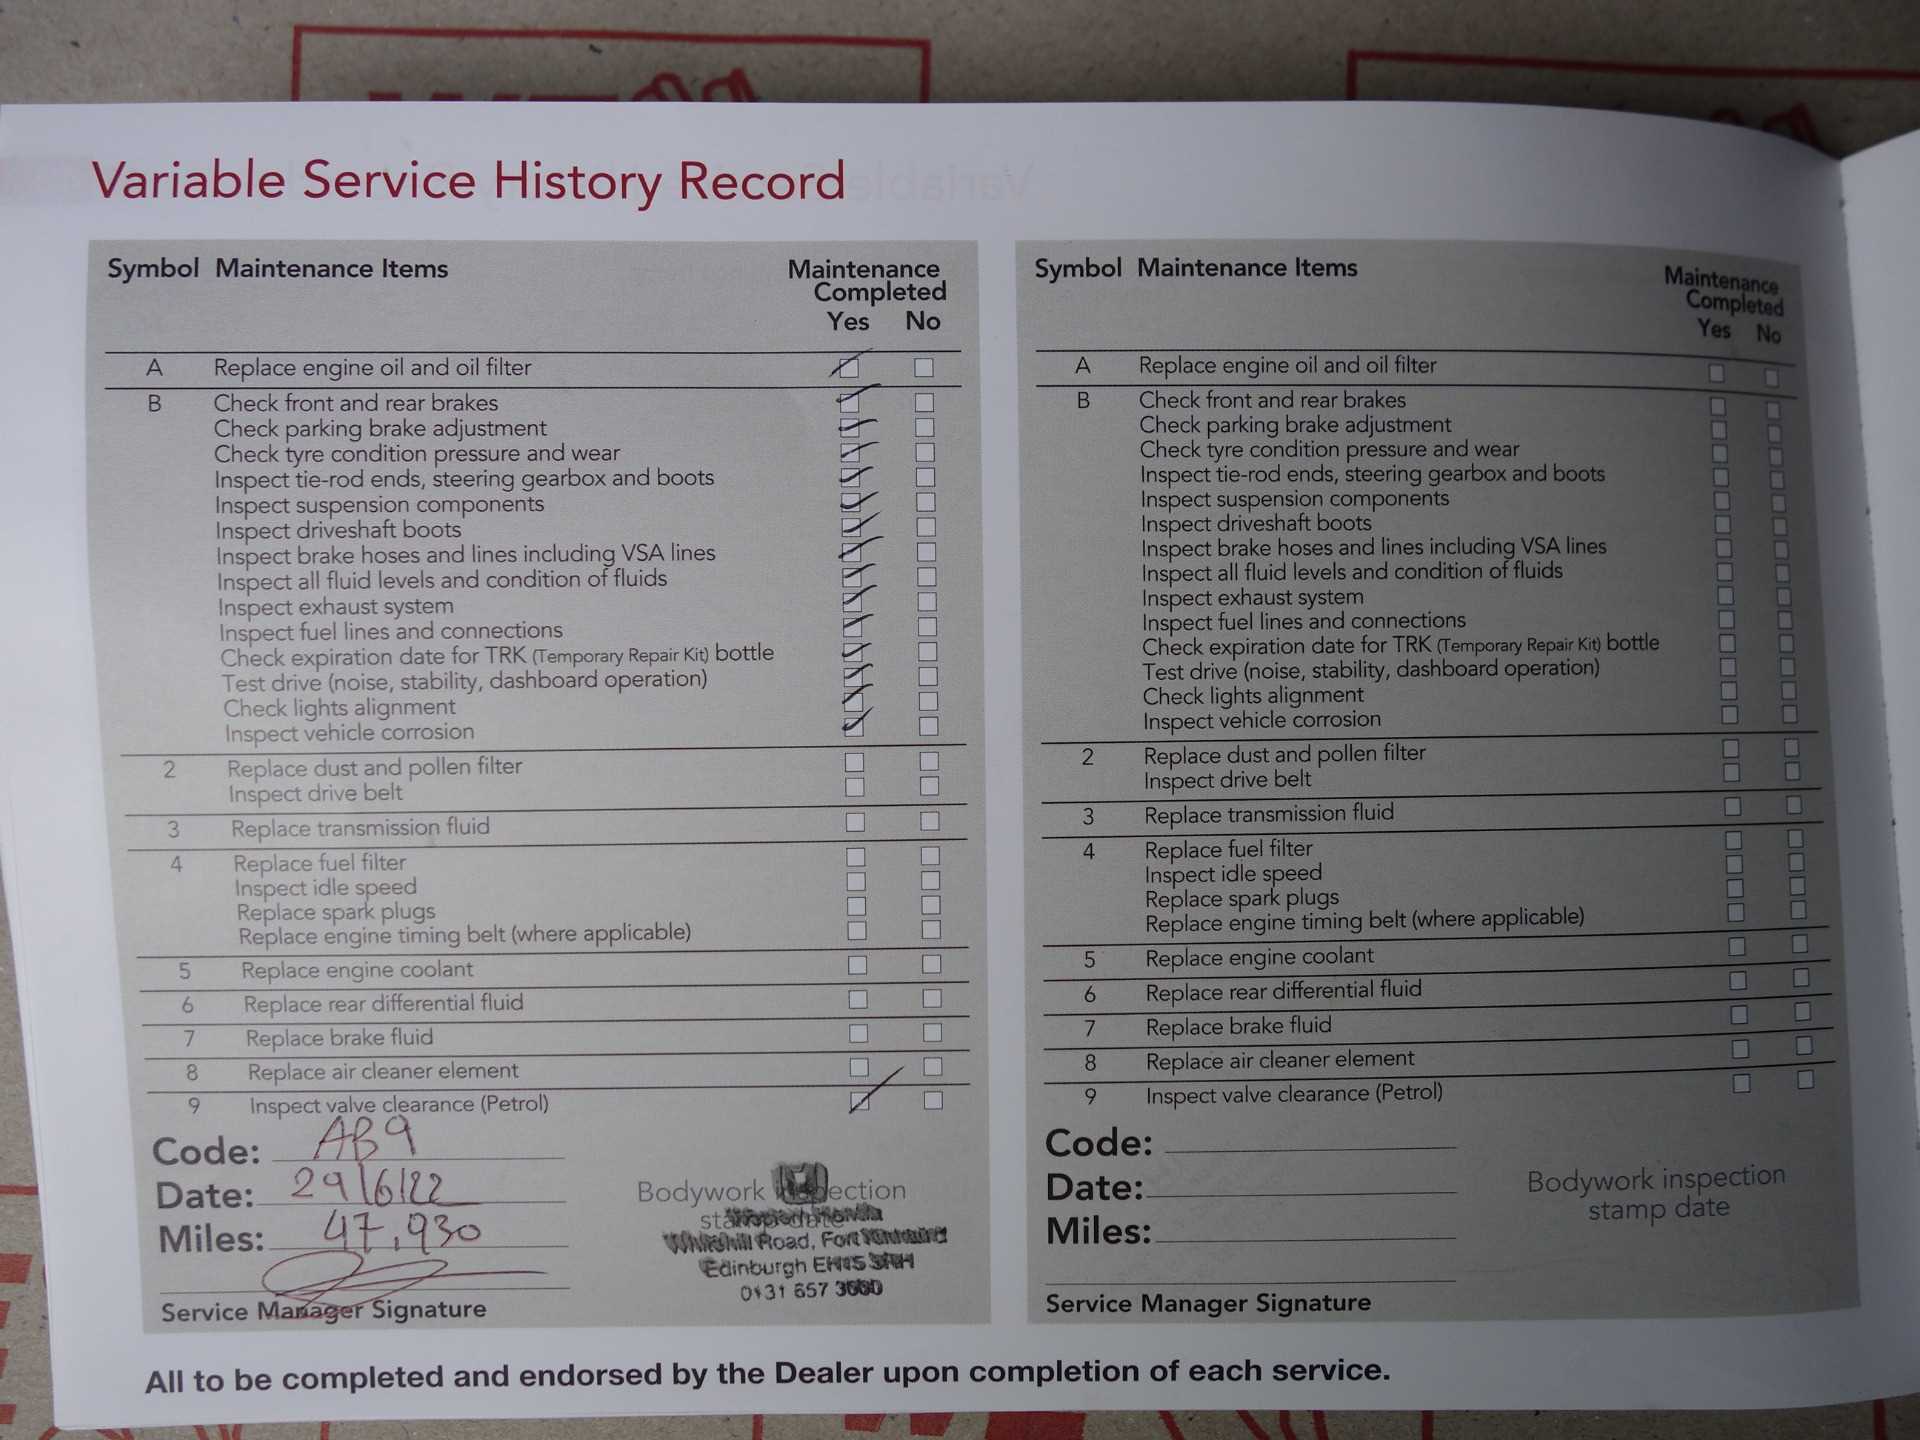 Variable Service History Record
Symbol Maintenance Items Maintenance Completed
Yes No
A Replace engine oil and oil filter
B Check front and rear brakes
Check parking brake adjustment
Check tyre condition pressure and wear
Inspect tie-rod ends, steering gearbox and boots
Inspect suspension components
Inspect driveshaft boots
Inspect brake hoses and lines including VSA lines
Inspect all fluid levels and condition of fluids
Inspect exhaust system
Inspect fuel lines and connections
Check expiration date for TRK (Temporary Repair Kit) bottle
Test drive (noise, stability, dashboard operation)
Check lights alignment
Inspect vehicle corrosion
2 Replace dust and pollen filter
Inspect drive belt
3 Replace transmission fluid
4 Replace fuel filter
Inspect idle speed
Replace spark plugs
Replace engine timing belt (where applicable)
5 Replace engine coolant
6 Replace rear differential fluid
7 Replace brake fluid
8 Replace air cleaner element
9 Inspect valve clearance (Petrol)
Code: AB9
Date: 29/6/22
Miles: 47,930
Service Manager Signature
Bodywork inspection
stamp date
Road, Fort
Edinburgh
0131 657
Symbol Maintenance Items Maintenance Completed
Yes No
A Replace engine oil and oil filter
B Check front and rear brakes
Check parking brake adjustment
Check tyre condition pressure and wear
Inspect tie-rod ends, steering gearbox and boots
Inspect suspension components
Inspect driveshaft boots
Inspect brake hoses and lines including VSA lines
Inspect all fluid levels and condition of fluids
Inspect exhaust system
Inspect fuel lines and connections
Check expiration date for TRK (Temporary Repair Kit) bottle
Test drive (noise, stability, dashboard operation)
Check lights alignment
Inspect vehicle corrosion
2 Replace dust and pollen filter
Inspect drive belt
3 Replace transmission fluid
4 Replace fuel filter
Inspect idle speed
Replace spark plugs
Replace engine timing belt (where applicable)
5 Replace engine coolant
6 Replace rear differential fluid
7 Replace brake fluid
8 Replace air cleaner element
9 Inspect valve clearance (Petrol)
Code:
Date:
Miles:
Service Manager Signature
Bodywork inspection
stamp date
All to be completed and endorsed by the Dealer upon completion of each service.